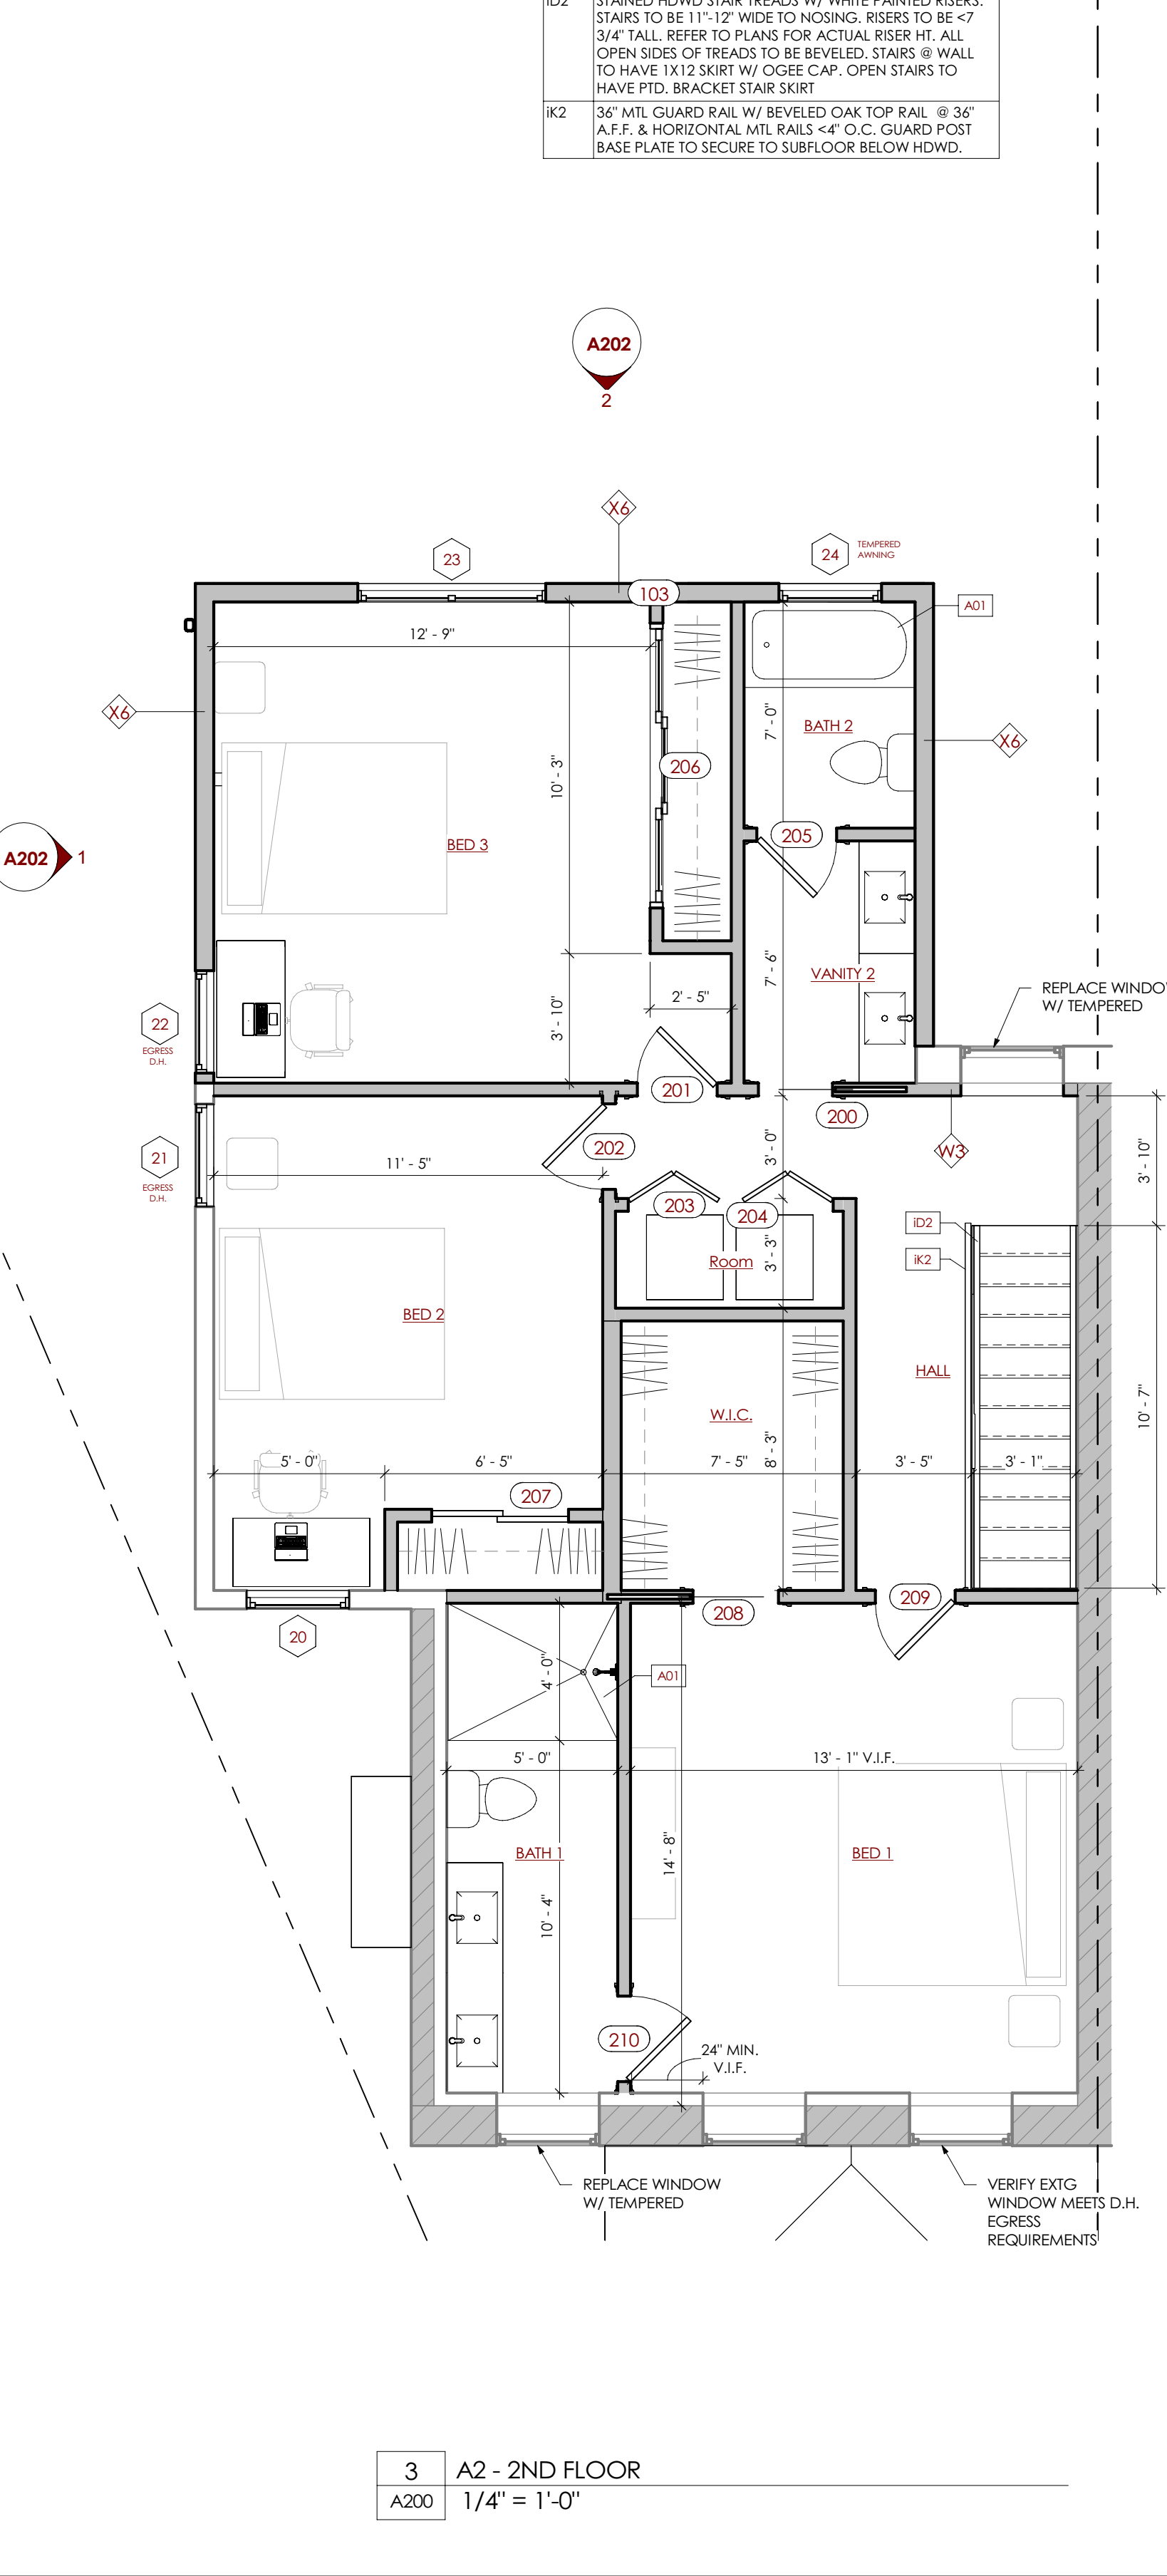 iD2 STAINED HDWD STAIR TREADS W/ WHITE PAINTED RISERS.
STAIRS TO BE 11"-12" WIDE TO NOSING. RISERS TO BE <7
3/4" TALL. REFER TO PLANS FOR ACTUAL RISER HT. ALL
OPEN SIDES OF TREADS TO BE BEVELED. STAIRS @ WALL
TO HAVE 1X12 SKIRT W/ OGEE CAP. OPEN STAIRS TO
HAVE PTD. BRACKET STAIR SKIRT
iK2 36" MTL GUARD RAIL W/ BEVELED OAK TOP RAIL @ 36"
A.F.F. & HORIZONTAL MTL RAILS <4" O.C. GUARD POST
BASE PLATE TO SECURE TO SUBFLOOR BELOW HDWD.
A202
2
X6
23
24
TEMPERED
AWNING
103
A01
12' - 9"
X6
7' - 0"
BATH 2
X6
10' - 3"
206
205
BED 3
A202 1
7' - 6"
VANITY 2
REPLACE WINDO
W/ TEMPERED
2' - 5"
3' - 10"
22
EGRESS
D.H.
201
200
202
21
EGRESS
D.H.
11' - 5"
3' - 0"
W3
3' - 10"
203
204
iD2
Room
3' - 3"
iK2
BED 2
HALL
W.I.C.
10' - 7"
8' - 3"
5' - 0"
6' - 5"
7' - 5"
3' - 5"
3' - 1"
207
208
209
20
4' - 0"
A01
5' - 0"
13' - 1" V.I.F.
14' - 8"
BATH 1
BED 1
10' - 4"
210
24" MIN.
V.I.F.
REPLACE WINDOW
W/ TEMPERED
VERIFY EXTG
WINDOW MEETS D.H.
EGRESS
REQUIREMENTS
3 A2 - 2ND FLOOR
A200 1/4" = 1'-0"